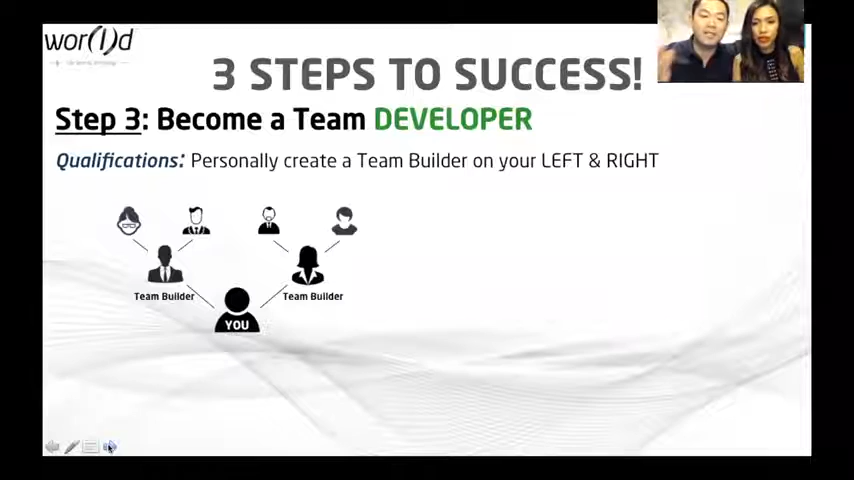 wor(l)d
3 STEPS TO SUCCESS!
Step 3: Become a Team DEVELOPER
Qualifications: Personally create a Team Builder on your LEFT & RIGHT
Team Builder
Team Builder
YOU